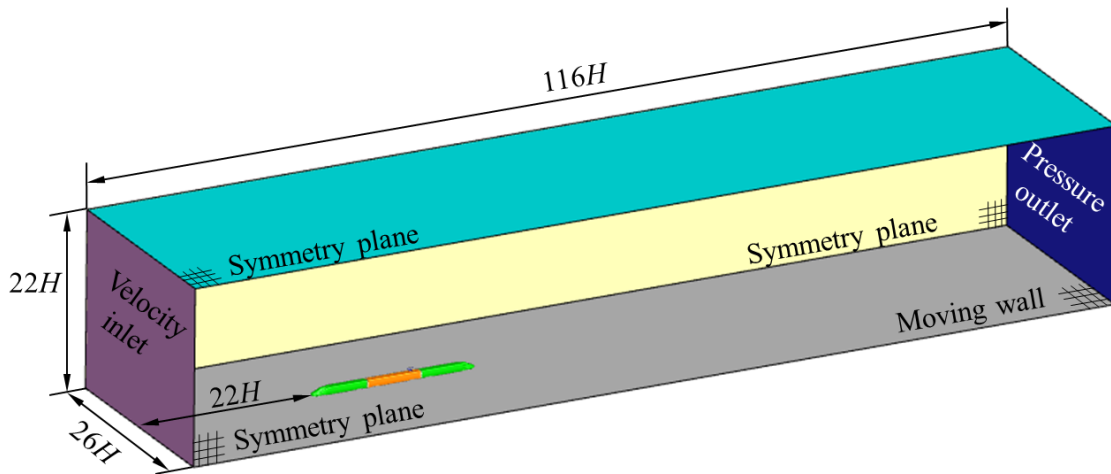 116H
Pressure
outlet
Symmetry plane
Symmetry plane
22H
Velocity
inlet
Moving wall
22H
Symmetry plane
26H